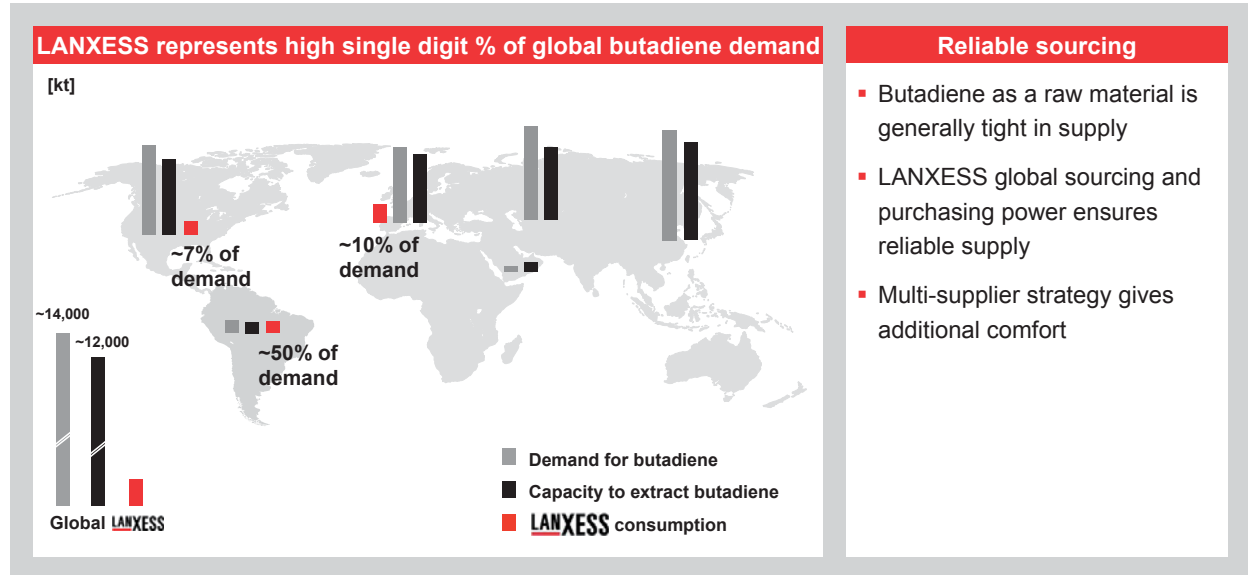 LANXESS represents high single digit % of global butadiene demand
[kt]
~7% of
demand
~10% of
demand
~50% of
demand
~14,000
~12,000
Global LANXESS
Demand for butadiene
Capacity to extract butadiene
LANXESS consumption
Reliable sourcing
Butadiene as a raw material is
generally tight in supply
LANXESS global sourcing and
purchasing power ensures
reliable supply
Multi-supplier strategy gives
additional comfort